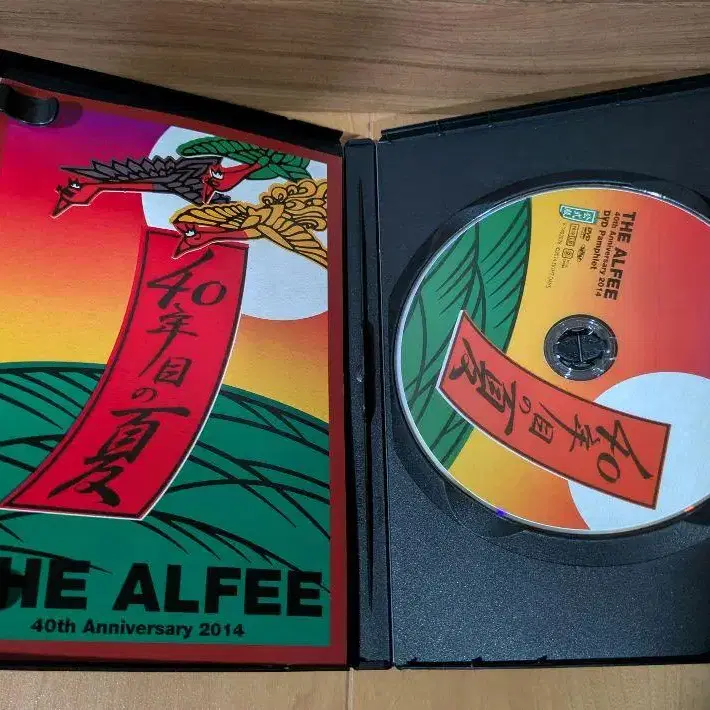 40年目の夏
THE ALFEE
40th Anniversary 2014
THE ALFEE
40th Anniversary 2014
DVD Pamphlet
DVD
40年目の夏